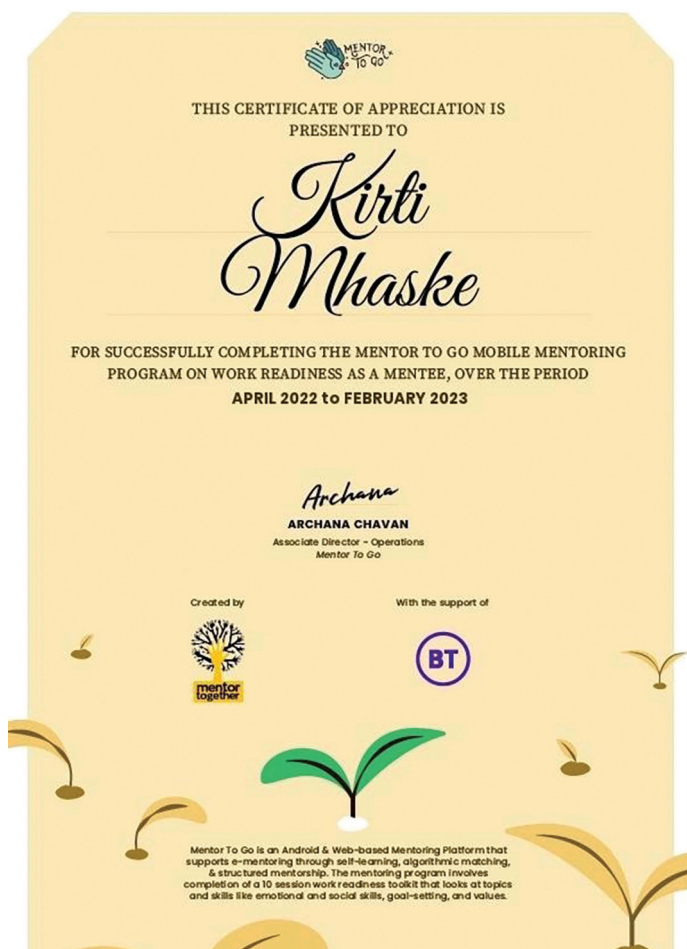 MENTOR
TO GO
THIS CERTIFICATE OF APPRECIATION IS
PRESENTED TO
Kirti
Mhaske
FOR SUCCESSFULLY COMPLETING THE MENTOR TO GO MOBILE MENTORING
PROGRAM ON WORK READINESS AS A MENTEE, OVER THE PERIOD
APRIL 2022 to FEBRUARY 2023
Archana
ARCHANA CHAVAN
Associate Director - Operations
Mentor To Go
Created by
With the support of
mentor
together
BT
Mentor To Go is an Android & Web-based Mentoring Platform that
supports e-mentoring through self-learning, algorithmic matching,
& structured mentorship. The mentoring program involves
completion of a 10 session work readiness toolkit that looks at topics
and skills like emotional and social skills, goal-setting, and values.